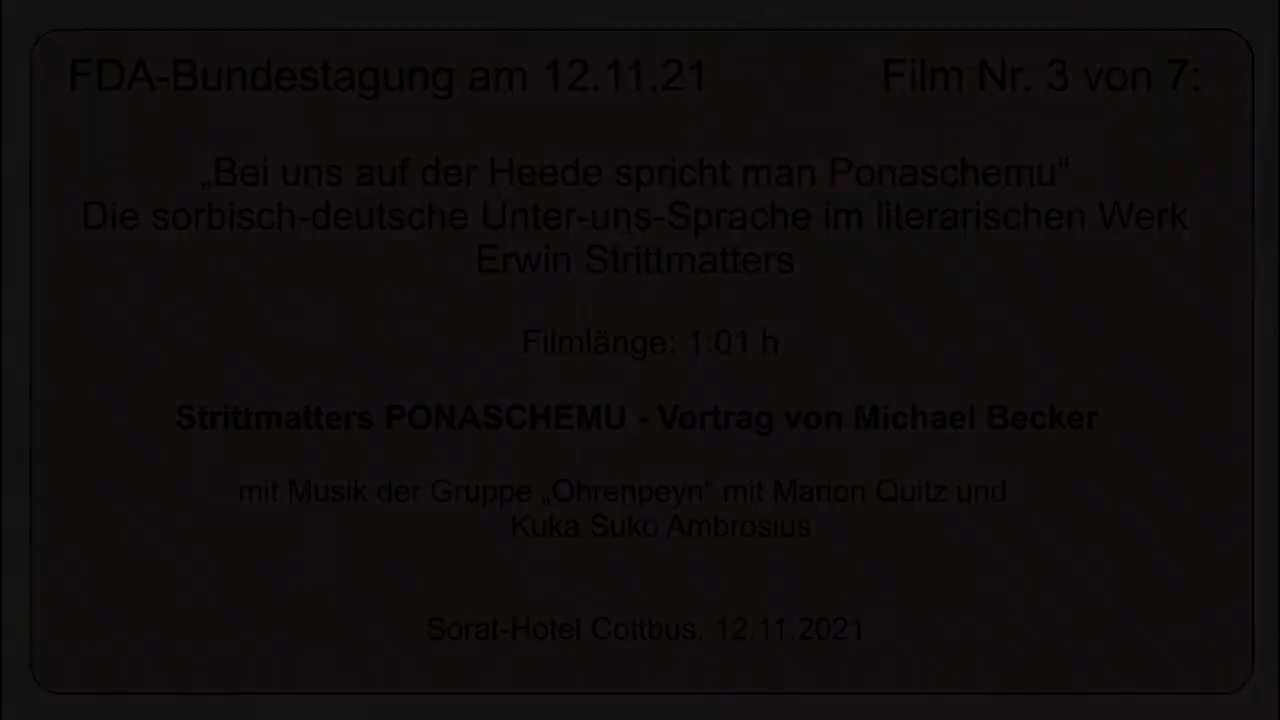 FDA-Bundestagung am 12.11.21 Film Nr. 3 von 7:
„Bei uns auf der Heede spricht man Ponaschemu“
Die sorbisch-deutsche Unter-uns-Sprache im literarischen Werk
Erwin Strittmatters
Filmlänge: 1:01 h
Strittmatters PONASCHEMU - Vortrag von Michael Becker
mit Musik der Gruppe „Ohrenpeyn“ mit Marion Quitz und
Kuka Suko Ambrosius
Sorat-Hotel Cottbus, 12.11.2021